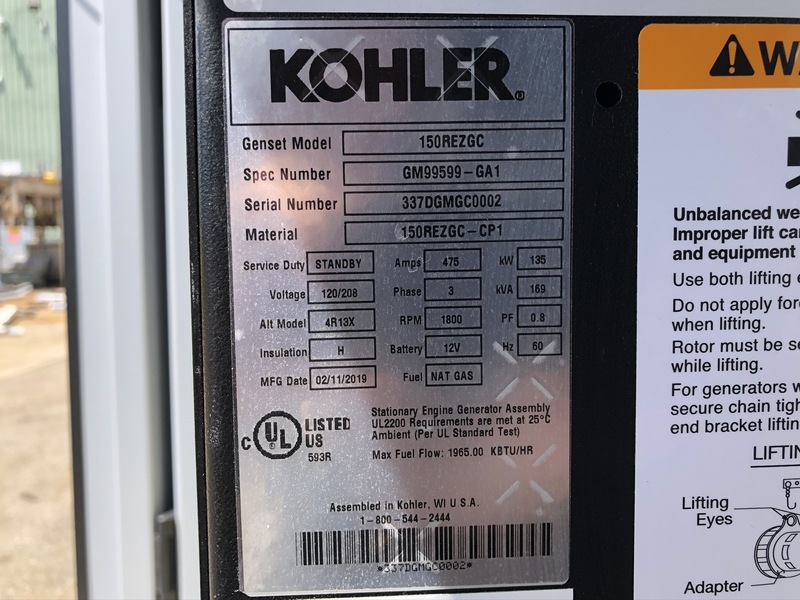 KOHLER®
Genset Model 150REZGC
Spec Number GM99599-GA1
Serial Number 337DGMGC0002
Material 150REZGC-CP1
Service Duty STANDBY Amps 475 kW 135
Voltage 120/208 Phase 3 kVA 169
Alt Model 4R13X RPM 1800 PF 0.8
Insulation H Battery 12V Hz 60
MFG Date 02/11/2019 Fuel NAT GAS
C UL LISTED US
593R
Stationary Engine Generator Assembly
UL2200 Requirements are met at 25°C
Ambient (Per UL Standard Test)
Max Fuel Flow: 1965.00 KBTU/HR
Assembled in Kohler, WI U.S.A.
1-800-544-2444
*337DGMGC0002*
Unbalanced we
Improper lift
and equipment
Use both lifting
Do not apply
when lifting.
Rotor must be
while lifting.
For generators
secure chain
end bracket
Lifting
Eyes
Adapter